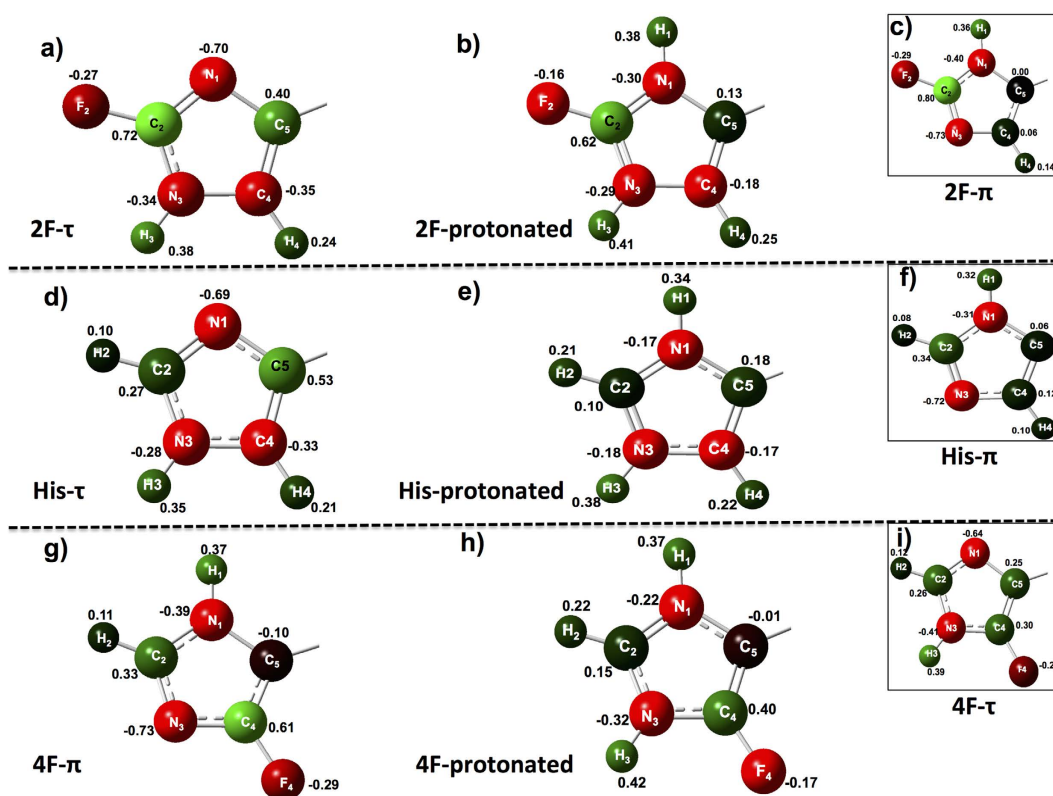 a)
-0.70
N₁
-0.27
F₂
0.40
C₂
C₅
0.72
-0.34
N₃
C₄
-0.35
H₃
0.38
H₄
0.24
2F-τ
b)
H₁
0.38
-0.30
N₁
-0.16
F₂
0.13
C₂
C₅
0.62
-0.29
N₃
C₄
-0.18
H₃
0.41
H₄
0.25
2F-protonated
c)
0.36
H₁
-0.40
N₁
-0.29
F₂
0.00
C₅
0.80
-0.73
N₃
C₄
0.06
H₄
0.14
2F-π
d)
-0.69
N1
0.10
H2
C2
C5
0.27
0.53
N3
C4
-0.28
-0.33
H3
0.35
H4
0.21
His-τ
e)
0.34
H1
-0.17
N1
0.21
H2
0.18
C2
C5
0.10
-0.18
N3
C4
-0.17
H3
0.38
H4
0.22
His-protonated
f)
0.32
H1
-0.31
N1
0.08
H2
0.06
C2
C5
0.34
-0.72
N3
C4
H4
0.10
His-π
g)
0.37
H₁
-0.39
N₁
0.11
H₂
-0.10
C₂
C₅
0.33
-0.73
N₃
C₄
0.61
F₄
-0.29
4F-π
h)
0.37
H₁
-0.22
N₁
0.22
H₂
-0.01
C₂
C₅
0.15
-0.32
N₃
C₄
0.40
H₃
0.42
F₄
-0.17
4F-protonated
i)
-0.64
N1
0.12
H2
0.25
C2
C5
0.26
-0.41
N3
C4
0.30
H3
0.39
F4
4F-τ